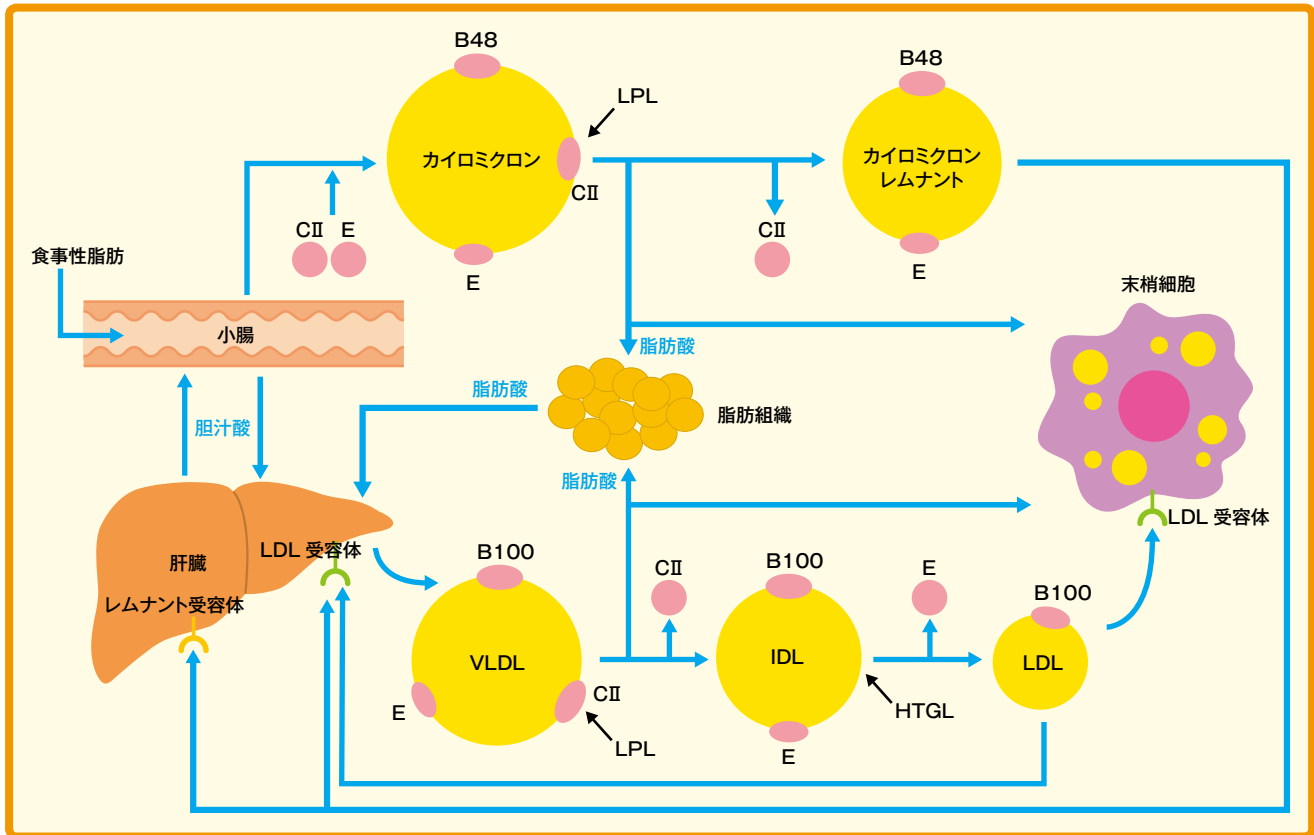 B48
LPL
カイロミクロン
CII
E
CII E
B48
カイロミクロン
レムナント
E
CII
食事性脂肪
小腸
胆汁酸
脂肪酸
脂肪酸
脂肪組織
脂肪酸
末梢細胞
LDL 受容体
肝臓
LDL 受容体
レムナント受容体
B100
VLDL
E
CII
LPL
CII
B100
IDL
E
HTGL
E
B100
LDL